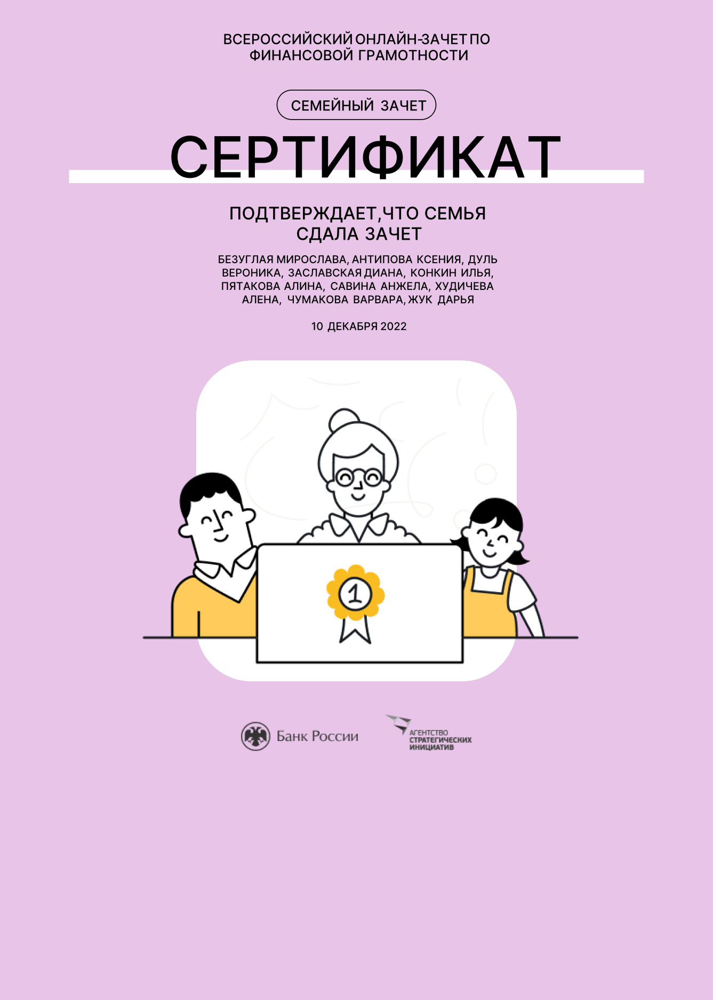 ВСЕРОССИЙСКИЙ ОНЛАЙН-ЗАЧЕТ ПО
ФИНАНСОВОЙ ГРАМОТНОСТИ
СЕМЕЙНЫЙ ЗАЧЕТ
СЕРТИФИКАТ
ПОДТВЕРЖДАЕТ,ЧТО СЕМЬЯ
СДАЛА ЗАЧЕТ
БЕЗУГЛАЯ МИРОСЛАВА, АНТИПОВА КСЕНИЯ, ДУЛЬ
ВЕРОНИКА, ЗАСЛАВСКАЯ ДИАНА, КОНКИН ИЛЬЯ,
ПЯТАКОВА АЛИНА, САВИНА АНЖЕЛА, ХУДИЧЕВА
АЛЕНА, ЧУМАКОВА ВАРВАРА, ЖУК ДАРЬЯ
10 ДЕКАБРЯ 2022
1
Банк России
АГЕНТСТВО
СТРАТЕГИЧЕСКИХ
ИНИЦИАТИВ